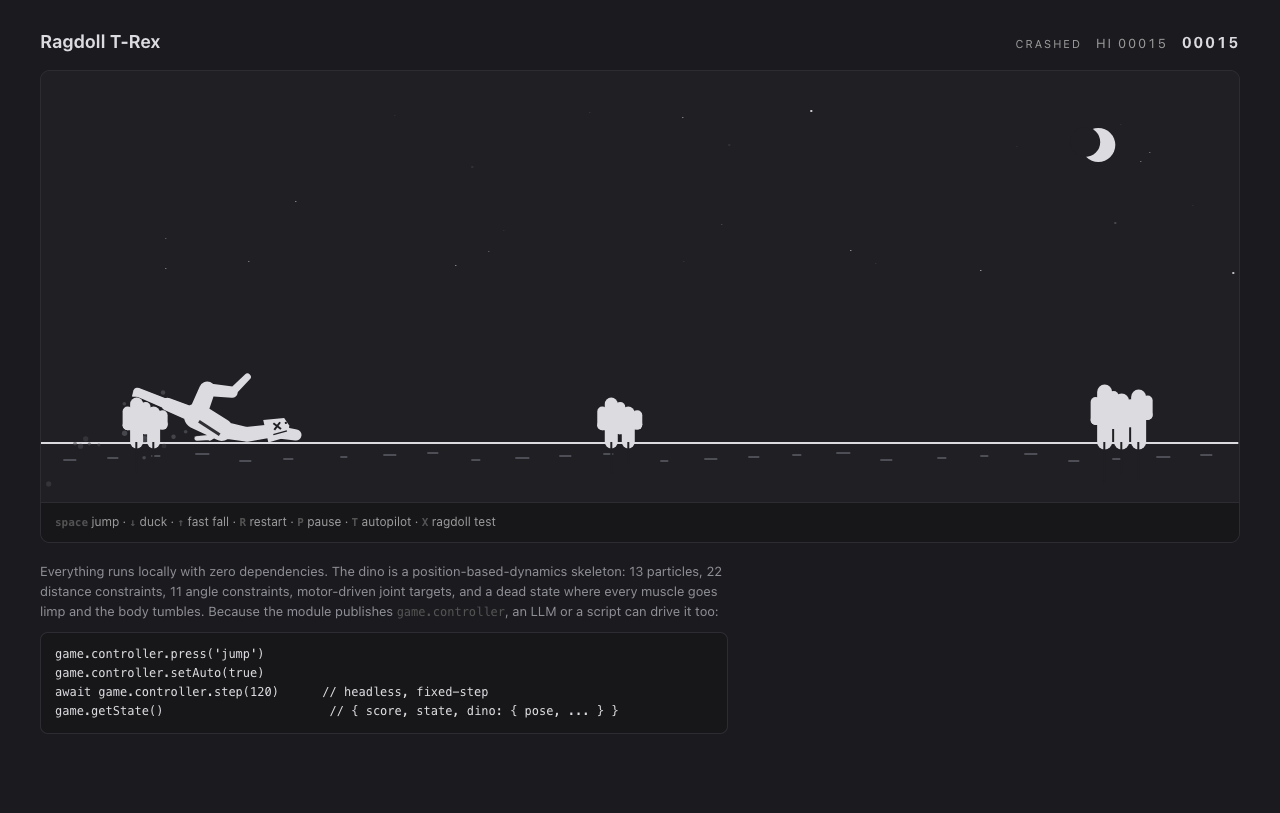 Ragdoll T-Rex
CRASHED HI 00015 00015
space jump · ↓ duck · ↑ fast fall · R restart · P pause · T autopilot · X ragdoll test
Everything runs locally with zero dependencies. The dino is a position-based-dynamics skeleton: 13 particles, 22
distance constraints, 11 angle constraints, motor-driven joint targets, and a dead state where every muscle goes
limp and the body tumbles. Because the module publishes game.controller, an LLM or a script can drive it too:
game.controller.press('jump')
game.controller.setAuto(true)
await game.controller.step(120)      // headless, fixed-step
game.getState()                       // { score, state, dino: { pose, ... } }